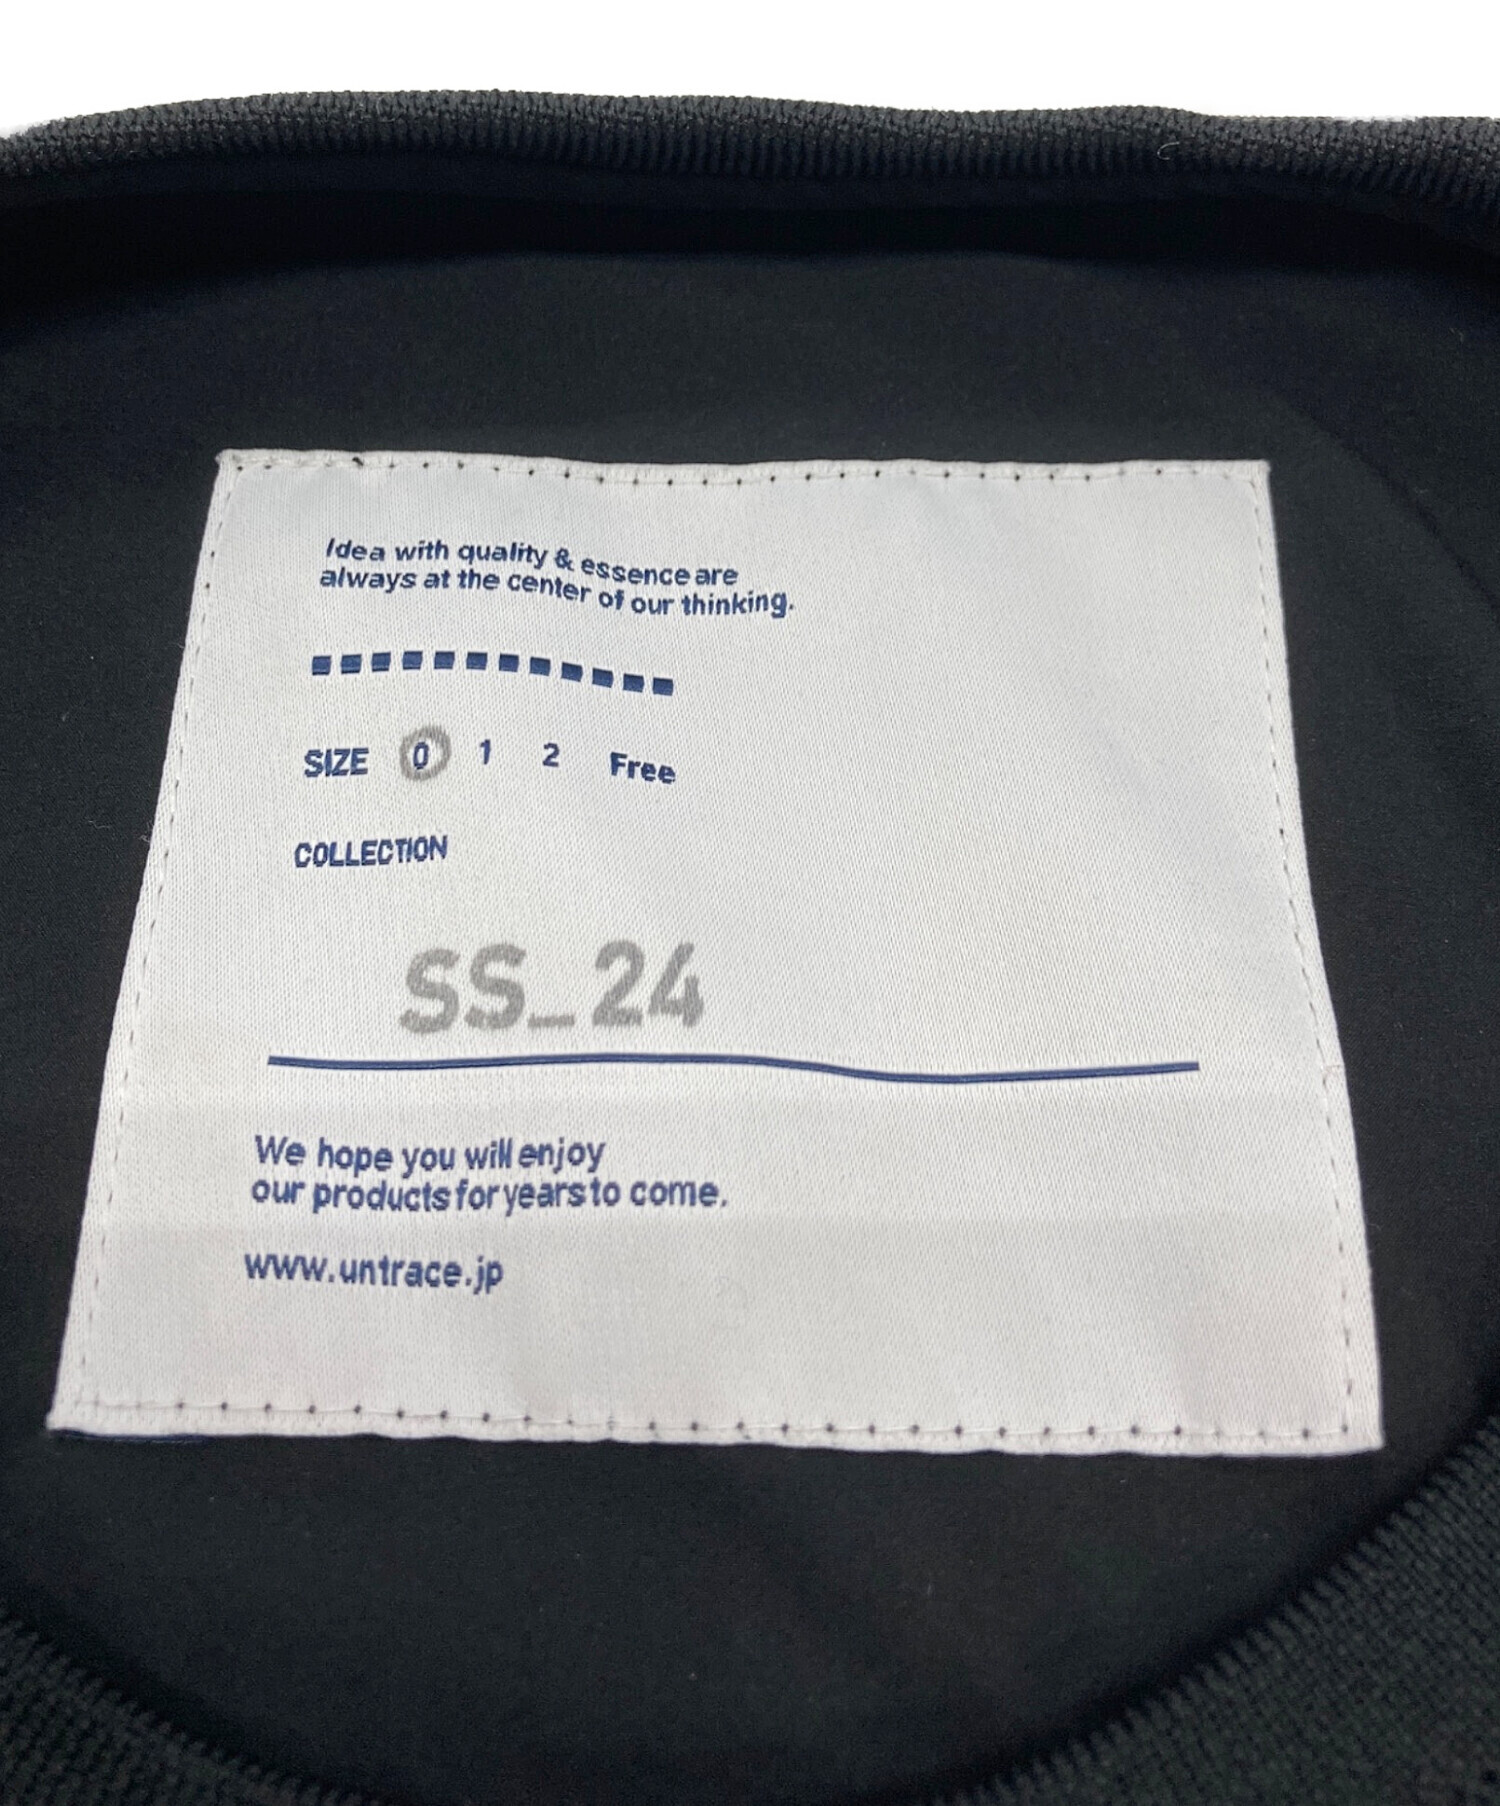 Idea with quality & essence are
always at the center of our thinking.
SIZE 0 1 2 Free
COLLECTION
SS_24
We hope you will enjoy
our products for years to come.
www.untrace.jp